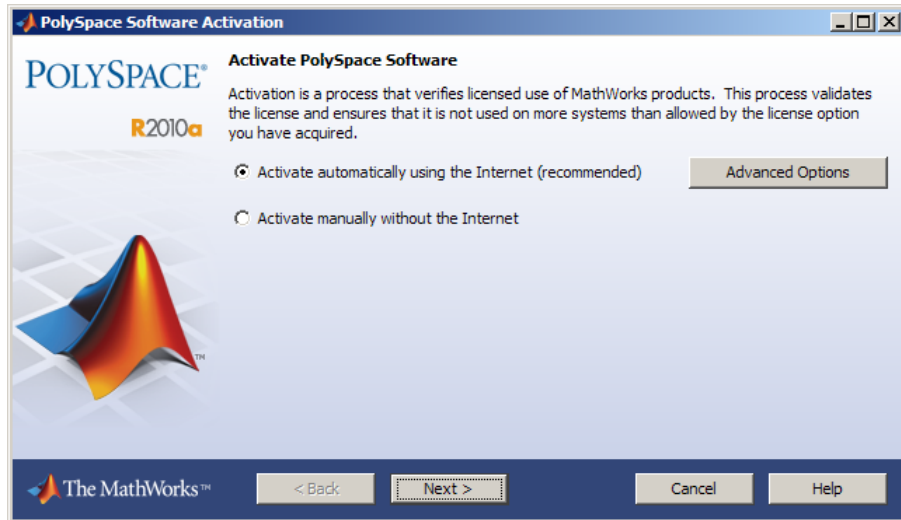 PolySpace Software Activation
POLYSPACE®
R2010a
Activate PolySpace Software
Activation is a process that verifies licensed use of MathWorks products. This process validates
the license and ensures that it is not used on more systems than allowed by the license option
you have acquired.
Activate automatically using the Internet (recommended)
Advanced Options
Activate manually without the Internet
TM
The MathWorks™
< Back
Next >
Cancel
Help